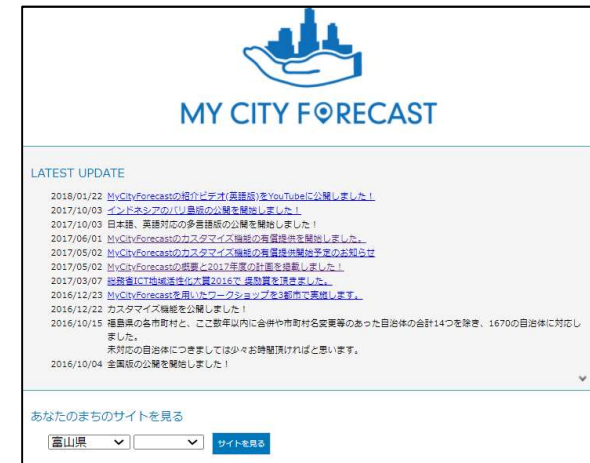 MY CITY FORECAST
LATEST UPDATE
2018/01/22 MyCityForecastの紹介ビデオ(英語版)をYouTubeに公開しました！
2017/10/03 インドネシアのバリ島版の公開を開始しました！
2017/10/03 日本語、英語対応の多言語版の公開を開始しました！
2017/06/01 MyCityForecastのカスタマイズ機能の有償提供を開始しました。
2017/05/02 MyCityForecastのカスタマイズ機能の有償提供開始予定のお知らせ
2017/05/02 MyCityForecastの概要と2017年度の計画を掲載しました！
2017/03/07 総務省ICT地域活性化大賞2016で 奨励賞を頂きました。
2016/12/23 MyCityForecastを用いたワークショップを3都市で実施します。
2016/12/22 カスタマイズ機能を公開しました！
2016/10/15 福島県の各市町村と、ここ数年以内に合併や市町村名変更等のあった自治体の合計14つを除き、1670の自治体に対応し
ました。
未対応の自治体につきましては少々お時間頂ければと思います。
2016/10/04 全国版の公開を開始しました！
あなたのまちのサイトを見る
富山県 サイトを見る